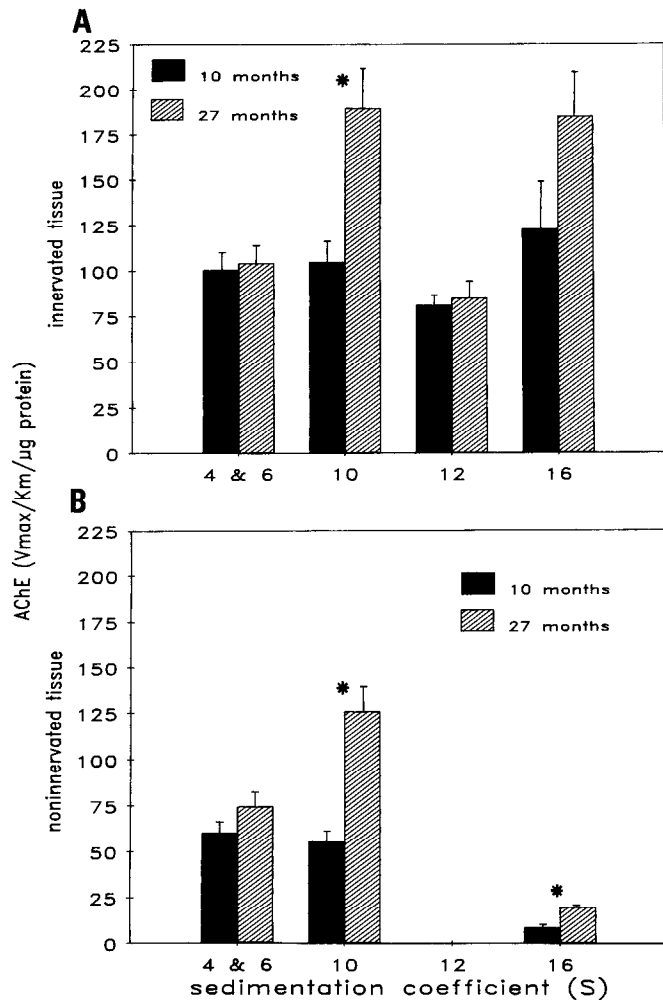 A
225
200
175
150
125
100
75
50
25
0
10 months
27 months
*
innervated tissue
4 & 6 10 12 16
AChE (Vmax/Km/µg protein)
B
225
200
175
150
125
100
75
50
25
0
10 months
27 months
*
*
noninnervated tissue
4 & 6 10 12 16
sedimentation coefficient (S)